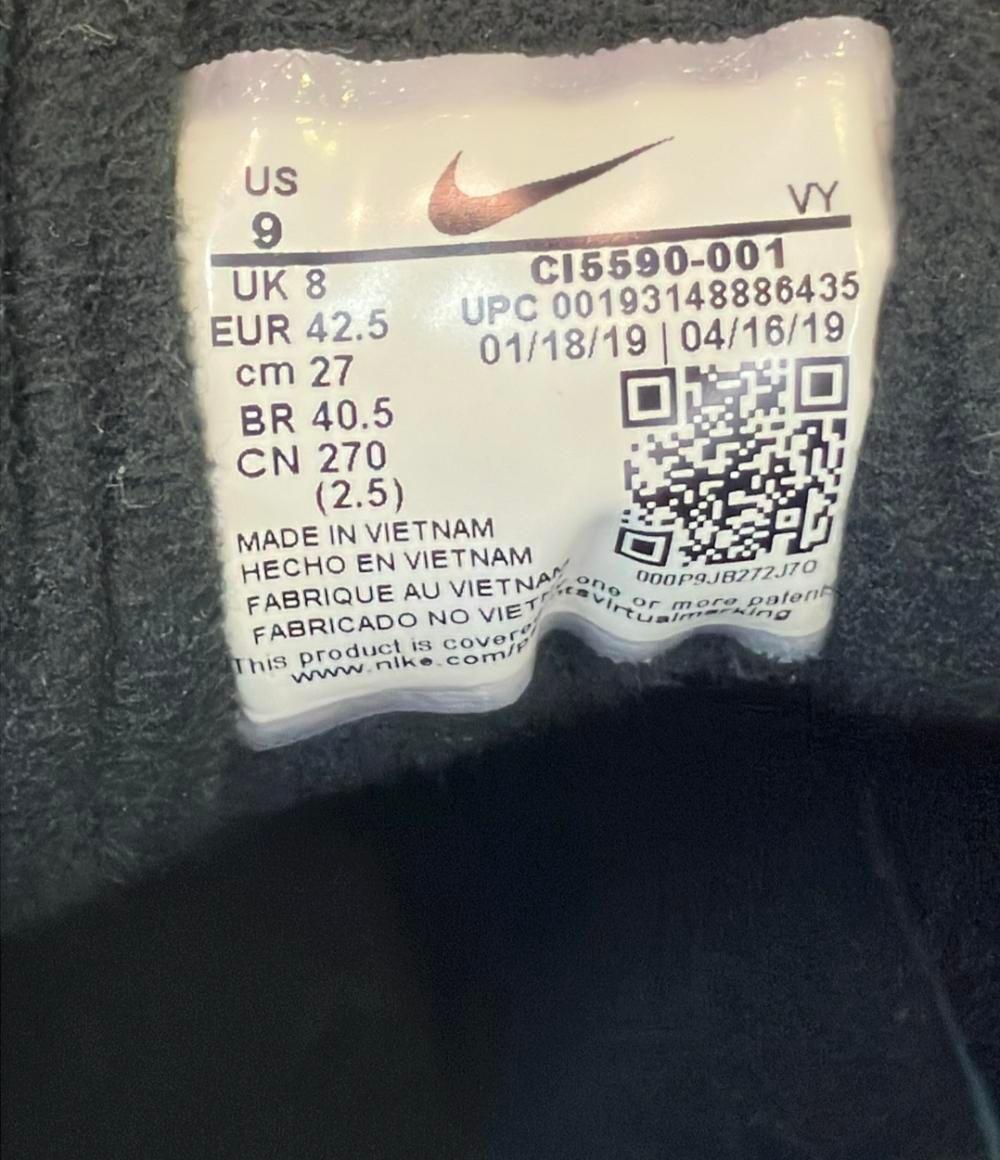 US
9
VY
UK 8
EUR 42.5
cm 27
BR 40.5
CN 270
(2.5)
CI5590-001
UPC 00193148886435
01/18/19 | 04/16/19
000P9JB272J70
MADE IN VIETNAM
HECHO EN VIETNAM
FABRIQUE AU VIETNAM
FABRICADO NO
This product is one or more
www.nike.com/